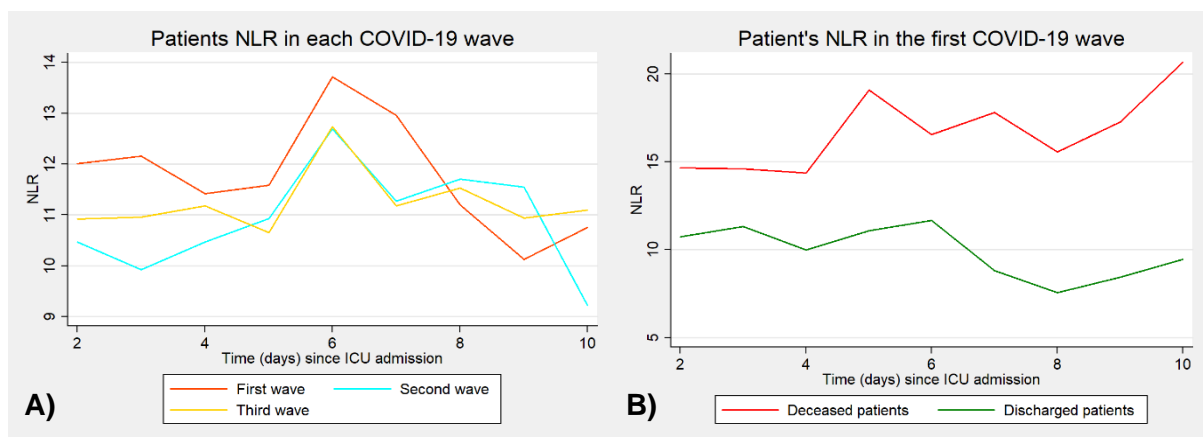 Patients NLR in each COVID-19 wave
14
13
12
11
10
9
NLR
2 4 6 8 10
Time (days) since ICU admission
First wave Second wave
Third wave
A)
Patient's NLR in the first COVID-19 wave
20
15
10
5
NLR
2 4 6 8 10
Time (days) since ICU admission
Deceased patients Discharged patients
B)